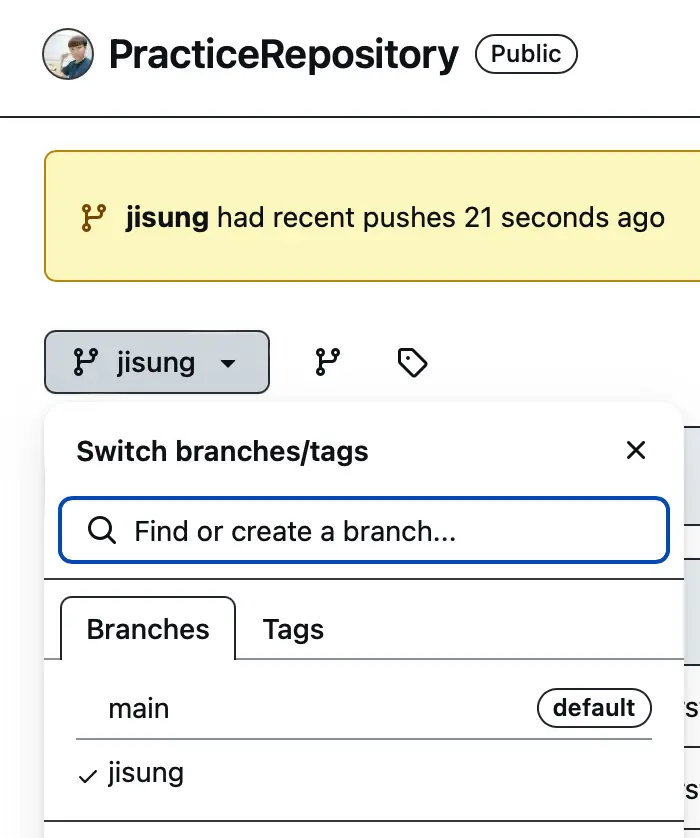 PracticeRepository Public
jisung had recent pushes 21 seconds ago
jisung
Switch branches/tags
Find or create a branch...
Branches Tags
main default
jisung